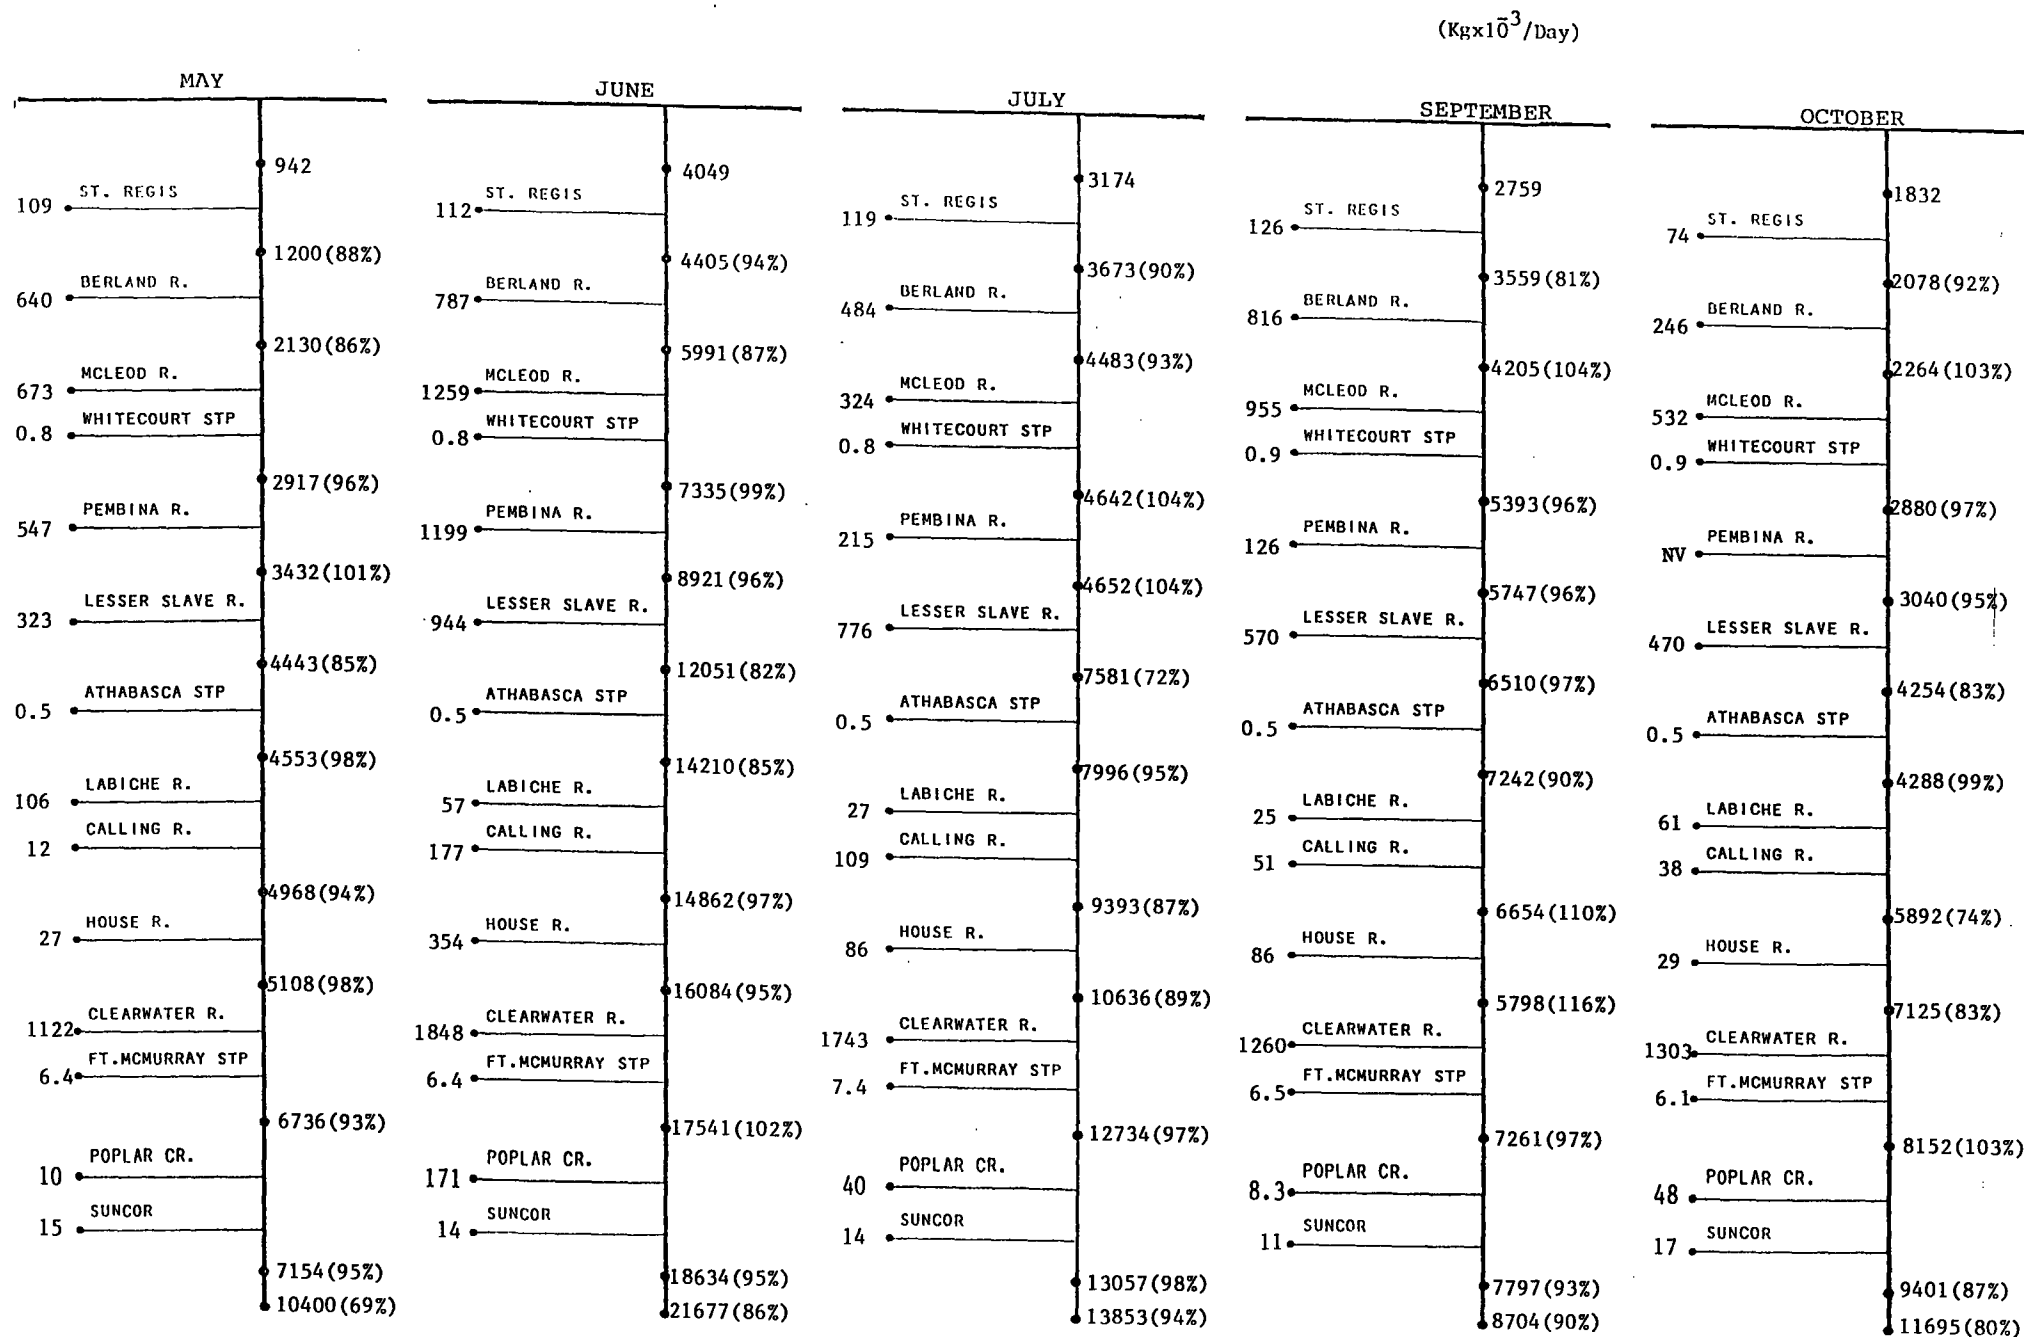 (Kgx10̄³/Day)
MAY
942
ST. REGIS
109
1200(88%)
BERLAND R.
640
2130(86%)
MCLEOD R.
673
WHITECOURT STP
0.8
2917(96%)
PEMBINA R.
547
3432(101%)
LESSER SLAVE R.
323
4443(85%)
ATHABASCA STP
0.5
4553(98%)
LABICHE R.
106
CALLING R.
12
4968(94%)
HOUSE R.
27
5108(98%)
CLEARWATER R.
1122
FT.MCMURRAY STP
6.4
6736(93%)
POPLAR CR.
10
SUNCOR
15
7154(95%)
10400(69%)
JUNE
4049
ST. REGIS
112
4405(94%)
BERLAND R.
787
5991(87%)
MCLEOD R.
1259
WHITECOURT STP
0.8
7335(99%)
PEMBINA R.
1199
8921(96%)
LESSER SLAVE R.
944
12051(82%)
ATHABASCA STP
0.5
14210(85%)
LABICHE R.
57
CALLING R.
177
14862(97%)
HOUSE R.
354
16084(95%)
CLEARWATER R.
1848
FT.MCMURRAY STP
6.4
17541(102%)
POPLAR CR.
171
SUNCOR
14
18634(95%)
21677(86%)
JULY
3174
ST. REGIS
119
3673(90%)
BERLAND R.
484
4483(93%)
MCLEOD R.
324
WHITECOURT STP
0.8
4642(104%)
PEMBINA R.
215
4652(104%)
LESSER SLAVE R.
776
7581(72%)
ATHABASCA STP
0.5
7996(95%)
LABICHE R.
27
CALLING R.
109
9393(87%)
HOUSE R.
86
10636(89%)
CLEARWATER R.
1743
FT.MCMURRAY STP
7.4
12734(97%)
POPLAR CR.
40
SUNCOR
14
13057(98%)
13853(94%)
SEPTEMBER
2759
ST. REGIS
126
3559(81%)
BERLAND R.
816
4205(104%)
MCLEOD R.
955
WHITECOURT STP
0.9
5393(96%)
PEMBINA R.
126
5747(96%)
LESSER SLAVE R.
570
6510(97%)
ATHABASCA STP
0.5
7242(90%)
LABICHE R.
25
CALLING R.
51
6654(110%)
HOUSE R.
86
5798(116%)
CLEARWATER R.
1260
FT.MCMURRAY STP
6.5
7261(97%)
POPLAR CR.
8.3
SUNCOR
11
7797(93%)
8704(90%)
OCTOBER
1832
ST. REGIS
74
2078(92%)
BERLAND R.
246
2264(103%)
MCLEOD R.
532
WHITECOURT STP
0.9
2880(97%)
PEMBINA R.
NV
3040(95%)
LESSER SLAVE R.
470
4254(83%)
ATHABASCA STP
0.5
4288(99%)
LABICHE R.
61
CALLING R.
38
5892(74%)
HOUSE R.
29
7125(83%)
CLEARWATER R.
1303
FT.MCMURRAY STP
6.1
8152(103%)
POPLAR CR.
48
SUNCOR
17
9401(87%)
11695(80%)